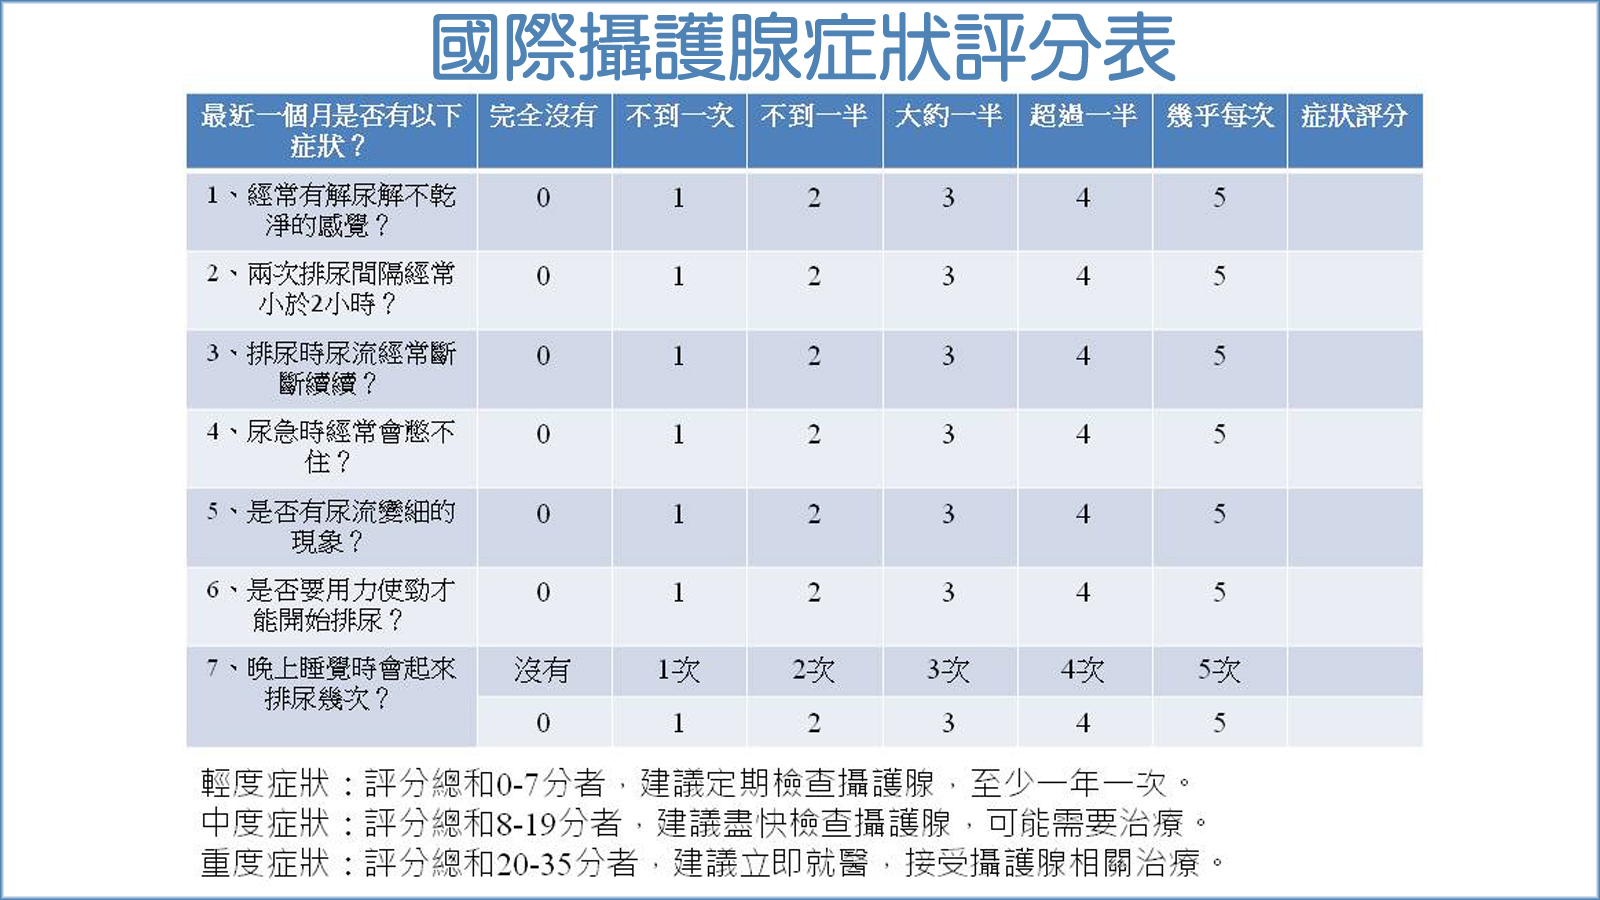 國際攝護腺症狀評分表
最近一個月是否有以下症狀？ 完全沒有 不到一次 不到一半 大約一半 超過一半 幾乎每次 症狀評分
1、經常有解尿解不乾淨的感覺？ 0 1 2 3 4 5
2、兩次排尿間隔經常小於2小時？ 0 1 2 3 4 5
3、排尿時尿流經常斷斷續續？ 0 1 2 3 4 5
4、尿急時經常會憋不住？ 0 1 2 3 4 5
5、是否有尿流變細的現象？ 0 1 2 3 4 5
6、是否要用力使勁才能開始排尿？ 0 1 2 3 4 5
7、晚上睡覺時會起來排尿幾次？ 沒有 1次 2次 3次 4次 5次
0 1 2 3 4 5
輕度症狀：評分總和0-7分者，建議定期檢查攝護腺，至少一年一次。
中度症狀：評分總和8-19分者，建議盡快檢查攝護腺，可能需要治療。
重度症狀：評分總和20-35分者，建議立即就醫，接受攝護腺相關治療。